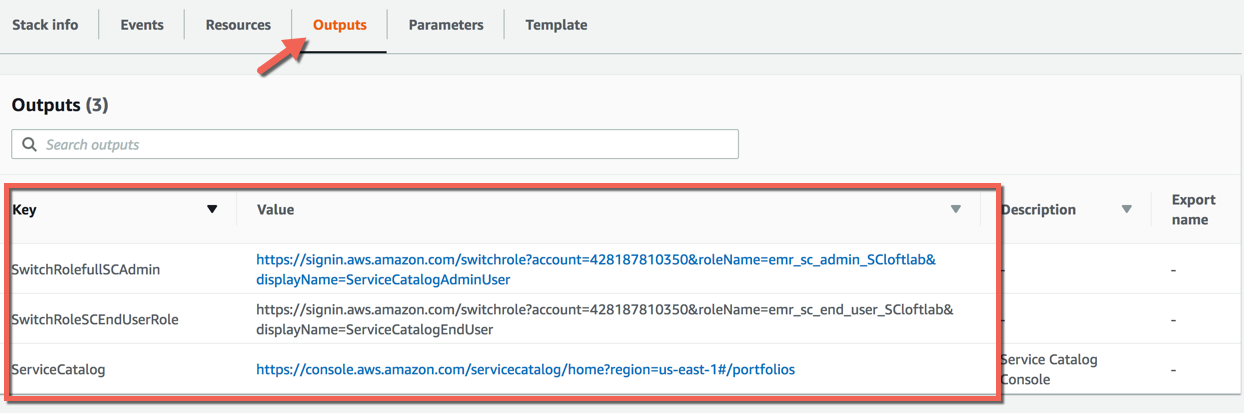 Stack info Events Resources Outputs Parameters Template
Outputs (3)
Search outputs
Key Value Description Export name
SwitchRolefullSCAdmin
https://signin.aws.amazon.com/switchrole?account=428187810350&roleName=emr_sc_admin_SCloftlab&
displayName=ServiceCatalogAdminUser
-
-
SwitchRoleSCEndUserRole
https://signin.aws.amazon.com/switchrole?account=428187810350&roleName=emr_sc_end_user_SCloftlab&
displayName=ServiceCatalogEndUser
-
-
ServiceCatalog
https://console.aws.amazon.com/servicecatalog/home?region=us-east-1#/portfolios
Service Catalog
Console
-